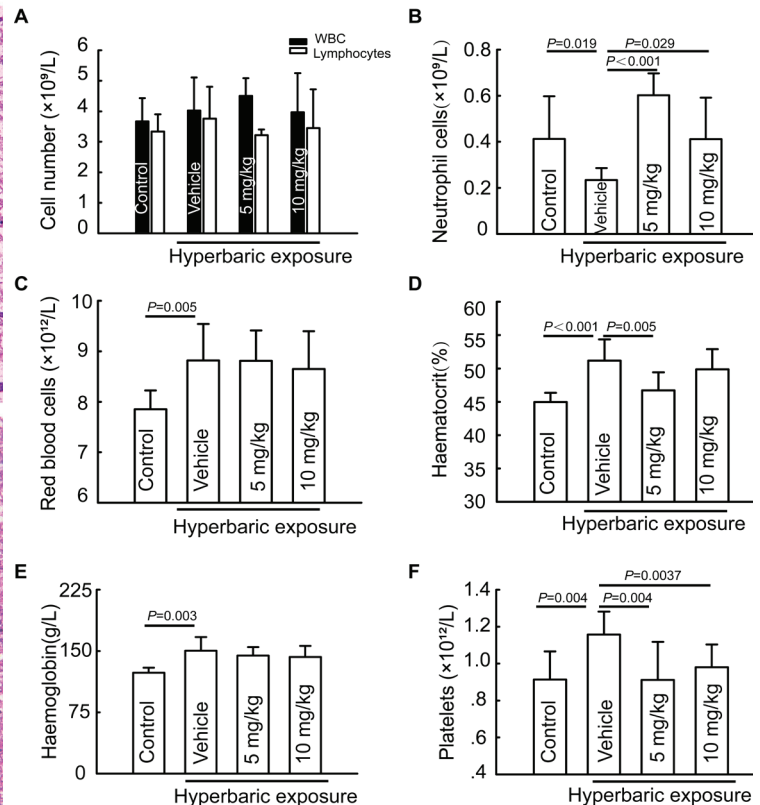 A
WBC
Lymphocytes
Cell number (×10⁹/L)
6
5
4
3
2
1
0
Control
Vehicle
5 mg/kg
10 mg/kg
Hyperbaric exposure
B
Neutrophil cells(×10⁹/L)
0.8
0.6
0.4
0.2
0
P=0.019
P=0.029
P<0.001
Control
Vehicle
5 mg/kg
10 mg/kg
Hyperbaric exposure
C
Red blood cells (×10¹²/L)
10
9
8
7
6
P=0.005
Control
Vehicle
5 mg/kg
10 mg/kg
Hyperbaric exposure
D
Haematocrit(%)
60
55
50
45
40
35
30
P<0.001
P=0.005
Control
Vehicle
5 mg/kg
10 mg/kg
Hyperbaric exposure
E
Haemoglobin(g/L)
225
150
75
0
P=0.003
Control
Vehicle
5 mg/kg
10 mg/kg
Hyperbaric exposure
F
Platelets (×10¹²/L)
1.4
1.2
1.0
.8
.6
.4
P=0.0037
P=0.004
P=0.004
Control
Vehicle
5 mg/kg
10 mg/kg
Hyperbaric exposure